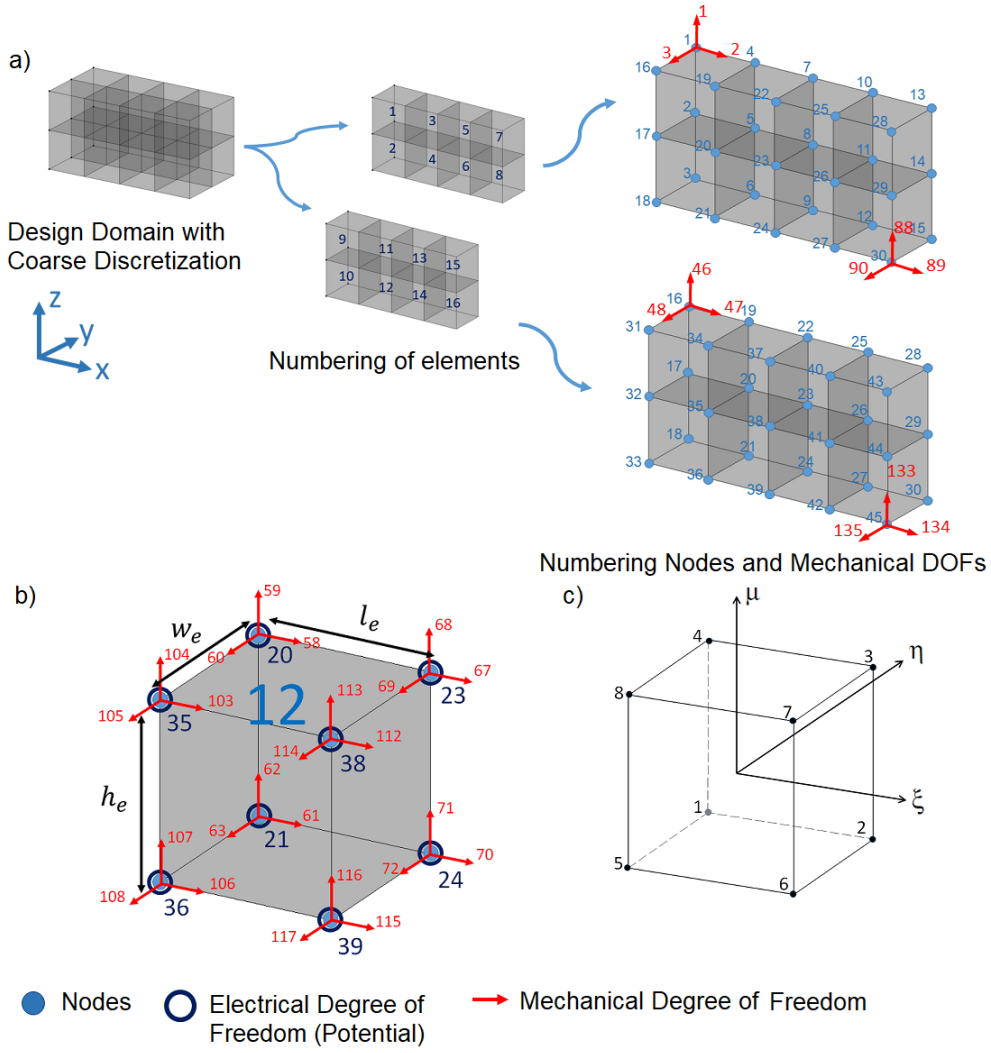 a)
Design Domain with
Coarse Discretization
z
y
x
1 3 5 7
2 4 6 8
9 11 13 15
10 12 14 16
Numbering of elements
1
3 1 2 4 7 10 13
16 19 22 25 28
2 5 8 11 14
17 20 23 26 29
3 6 9 12 15
18 21 24 27 30
88
90 89
46
48 16 47 19 22 25 28
31 34 37 40 43
17 20 23 26 29
32 35 38 41 44
18 21 24 27 30
33 36 39 42 45
133
135 134
Numbering Nodes and Mechanical DOFs
b)
59
w_e l_e
60 20 58 68
104 69 67
105 35 103 12 113 23
114 38 112
h_e
62 71
63 21 61
107 72 70
108 36 106 116 24
117 39 115
c)
μ
η
ξ
4 3
8 7
1 2
5 6
Nodes
Electrical Degree of
Freedom (Potential)
Mechanical Degree of Freedom